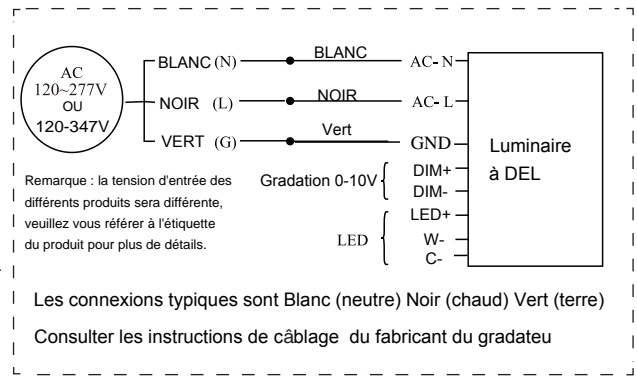 AC
120~277V
OU
120-347V
BLANC (N)
BLANC
AC- N
NOIR (L)
NOIR
AC- L
VERT (G)
Vert
GND
Luminaire
à DEL
Gradation 0-10V
DIM+
DIM-
LED
LED+
W-
C-
Remarque : la tension d'entrée des
différents produits sera différente,
veuillez vous référer à l'étiquette
du produit pour plus de détails.
Les connexions typiques sont Blanc (neutre) Noir (chaud) Vert (terre)
Consulter les instructions de câblage du fabricant du gradateu